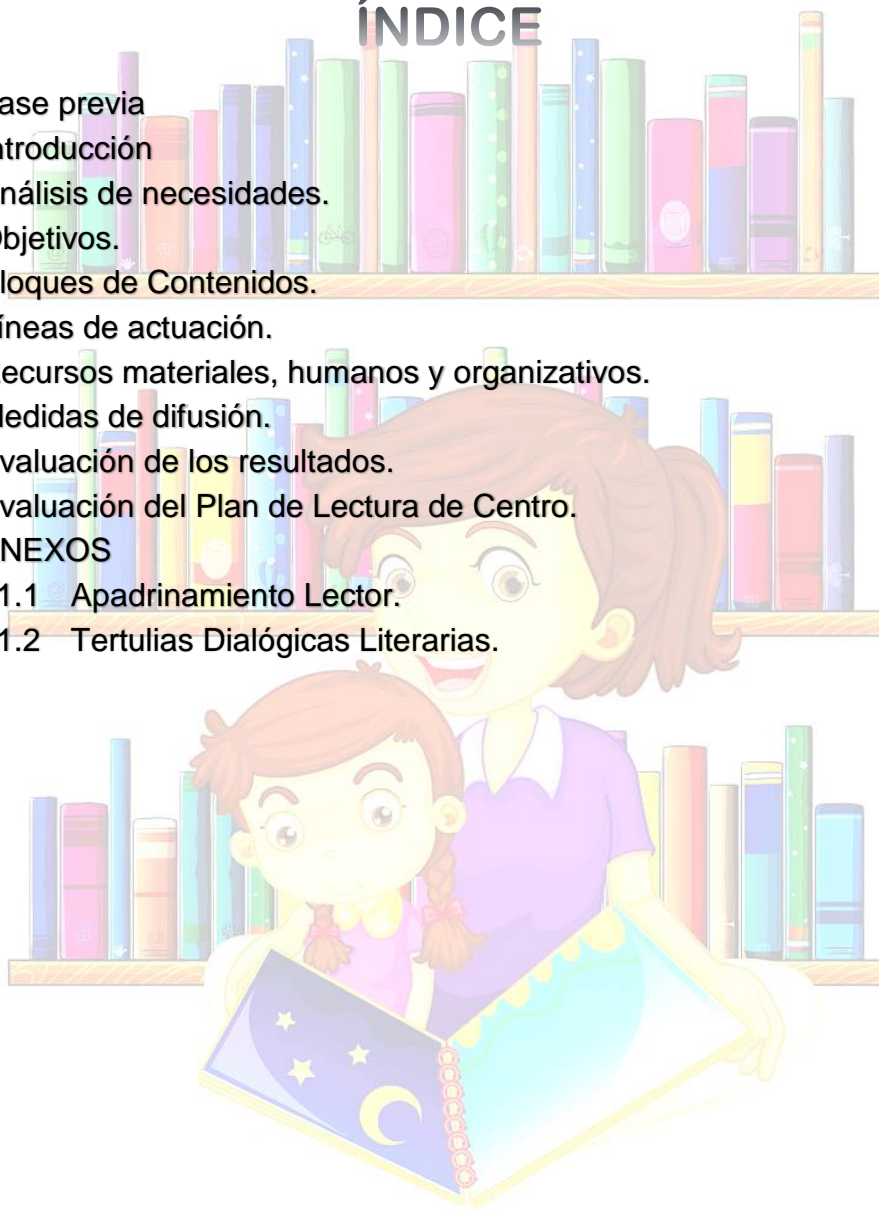 ÍNDICE
ase previa
ntroducción
nálisis de necesidades.
bjetivos.
loques de Contenidos.
íneas de actuación.
ecursos materiales, humanos y organizativos.
edidas de difusión.
valuación de los resultados.
valuación del Plan de Lectura de Centro.
NEXOS
1.1 Apadrinamiento Lector.
1.2 Tertulias Dialógicas Literarias.